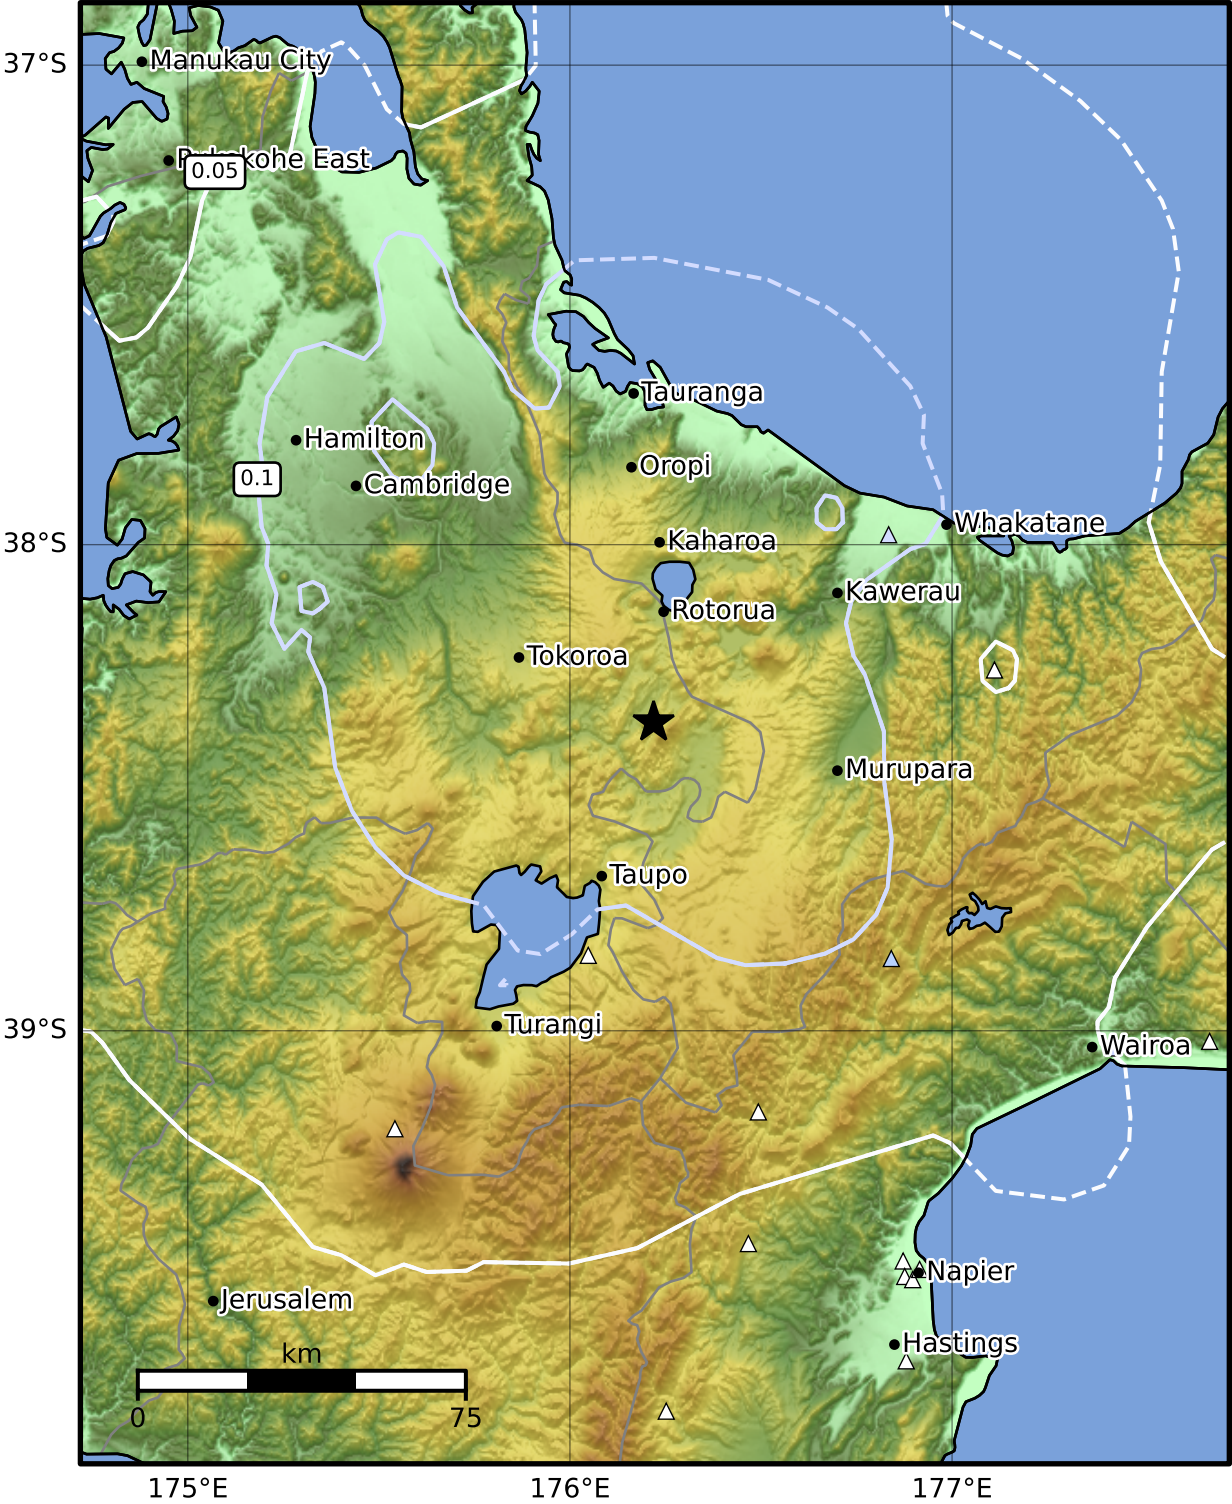 37°S
Manukau City
East
0.05
Tauranga
Hamilton
Oropi
0.1
Cambridge
Whakatane
38°S
Kaharoa
Kawerau
Rotorua
Tokoroa
Murupara
Taupo
39°S
Turangi
Wairoa
Napier
Jerusalem
Hastings
km
0
75
175°E
176°E
177°E